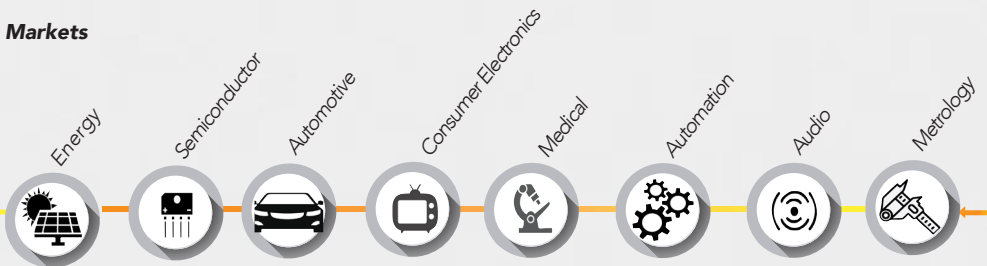 Markets
Energy
Semiconductor
Automotive
Consumer Electronics
Medical
Automation
Audio
Metrology